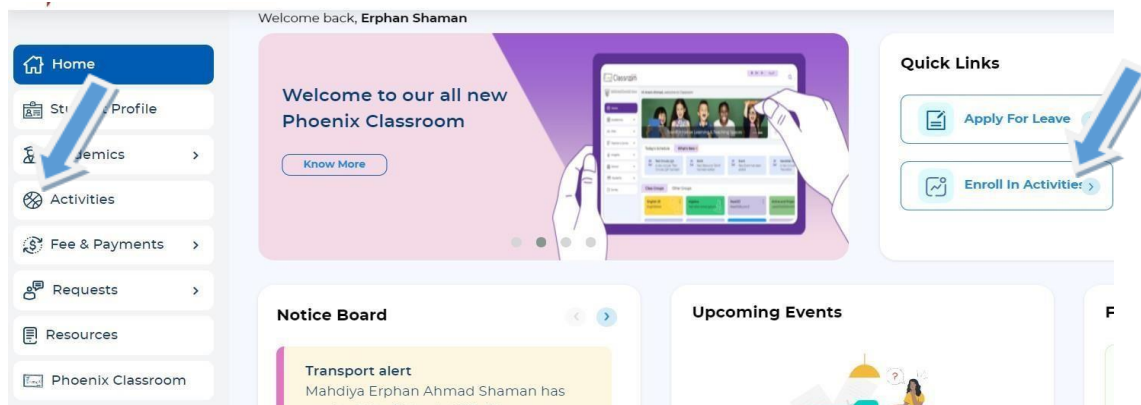 Welcome back, Erphan Shaman
Home
Profile
Activities
Fee & Payments
Requests
Resources
Phoenix Classroom
Welcome to our all new
Phoenix Classroom
Know More
Quick Links
Apply For Leave
Enroll In Activities
Notice Board
Transport alert
Mahdiya Erphan Ahmad Shaman has
Upcoming Events